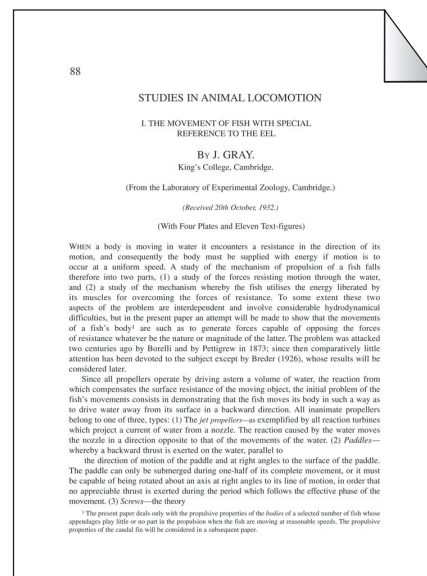 88
STUDIES IN ANIMAL LOCOMOTION
I. THE MOVEMENT OF FISH WITH SPECIAL
REFERENCE TO THE EEL
BY J. GRAY.
King's College, Cambridge.
(From the Laboratory of Experimental Zoology, Cambridge.)
(Received 20th October, 1932.)
(With Four Plates and Eleven Text-figures)
WHEN a body is moving in water it encounters a resistance in the direction of its
motion, and consequently the body must be supplied with energy if motion is to
occur at a uniform speed. A study of the mechanism of propulsion of a fish falls
therefore into two parts, (1) a study of the forces resisting motion through the water,
and (2) a study of the mechanism whereby the fish utilises the energy liberated by
its muscles for overcoming the forces of resistance. To some extent these two
aspects of the problem are interdependent and involve considerable hydrodynamical
difficulties, but in the present paper an attempt will be made to show that the movements
of a fish's body¹ are such as to generate forces capable of opposing the forces
of resistance whatever be the nature or magnitude of the latter. The problem was attacked
two centuries ago by Borelli and by Pettigrew in 1873; since then comparatively little
attention has been devoted to the subject except by Breder (1926), whose results will be
considered later.
Since all propellers operate by driving astern a volume of water, the reaction from
which compensates the surface resistance of the moving object, the initial problem of the
fish's movements consists in demonstrating that the fish moves its body in such a way as
to drive water away from its surface in a backward direction. All inanimate propellers
belong to one of three, types: (1) The jet propellers—as exemplified by all reaction turbines
which project a current of water from a nozzle. The reaction caused by the water moves
the nozzle in a direction opposite to that of the movements of the water. (2) Paddles—
whereby a backward thrust is exerted on the water, parallel to
the direction of motion of the paddle and at right angles to the surface of the paddle.
The paddle can only be submerged during one-half of its complete movement, or it must
be capable of being rotated about an axis at right angles to its line of motion, in order that
no appreciable thrust is exerted during the period which follows the effective phase of the
movement. (3) Screws—the theory
¹ The present paper deals only with the propulsive properties of the bodies of a selected number of fish whose
appendages play little or no part in the propulsion when the fish are moving at reasonable speeds. The propulsive
properties of the caudal fin will be considered in a subsequent paper.